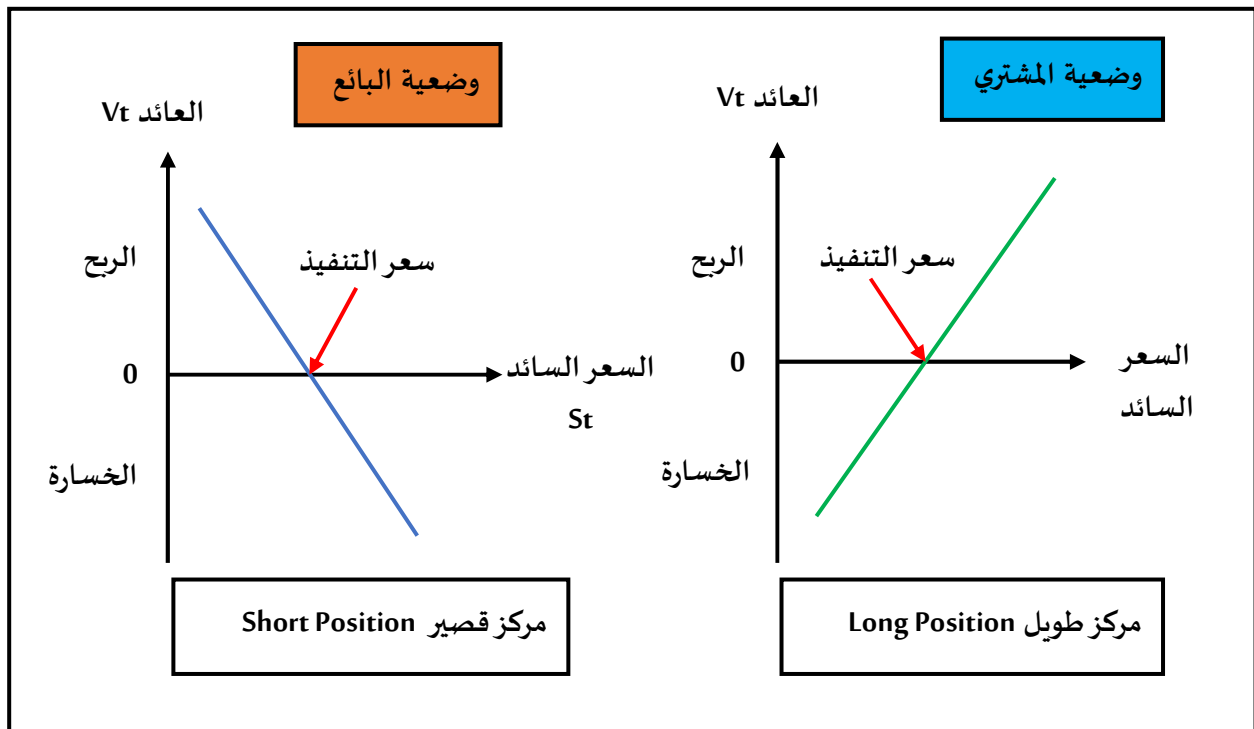 وضعية المشتري
العائد Vt
الربح
سعر التنفيذ
0
السعر
السائد
الخسارة
مركز طويل Long Position
وضعية البائع
العائد Vt
الربح
سعر التنفيذ
0
السعر السائد
St
الخسارة
مركز قصير Short Position